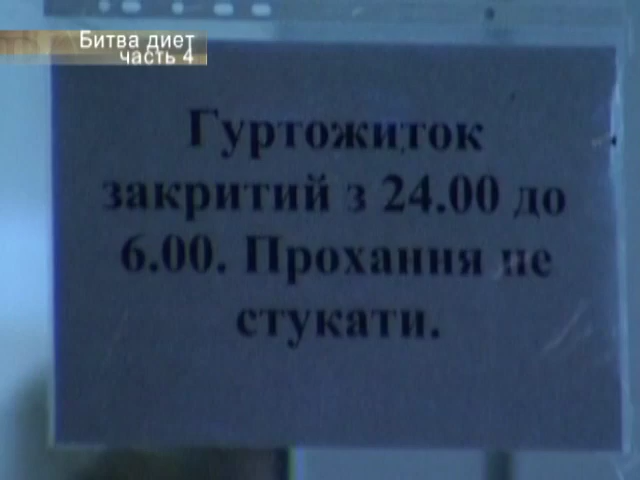 Битва диет
часть 4
Гуртожиток
закритий з 24.00 до
6.00. Прохання не
стукати.